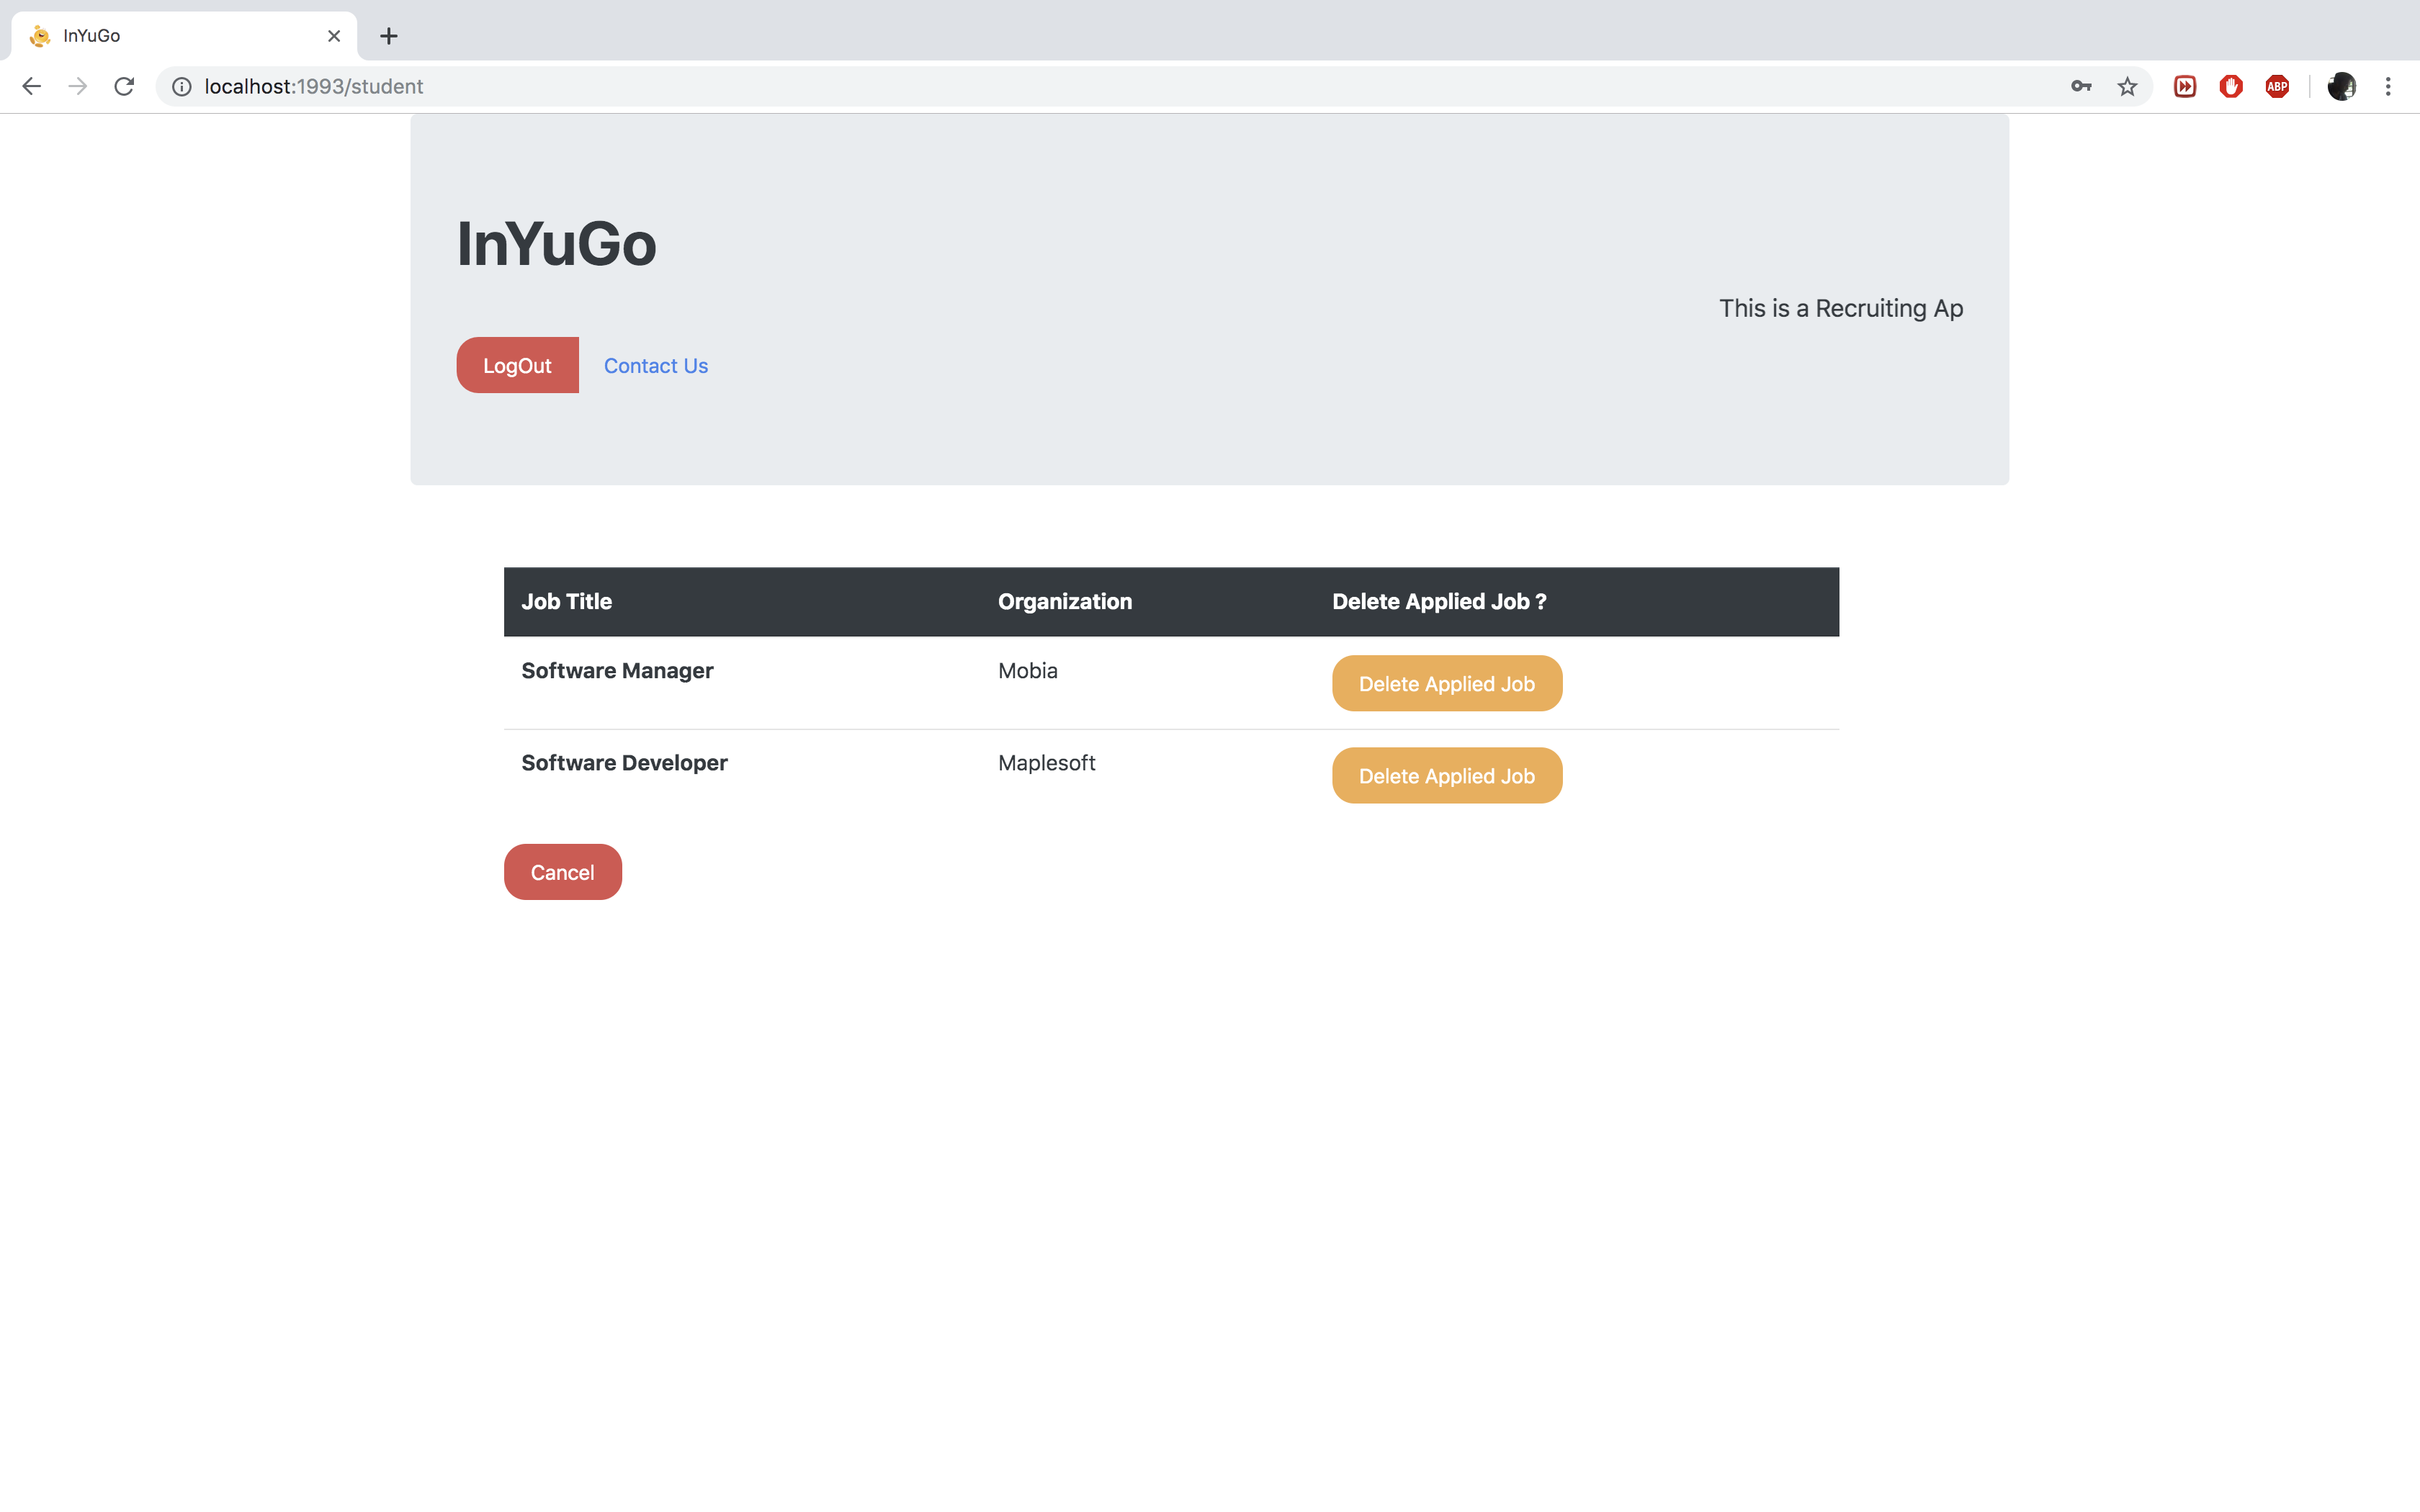 InYuGo
localhost:1993/student
ABP
InYuGo
This is a Recruiting Ap
LogOut Contact Us
Job Title Organization Delete Applied Job ?
Software Manager Mobia Delete Applied Job
Software Developer Maplesoft Delete Applied Job
Cancel